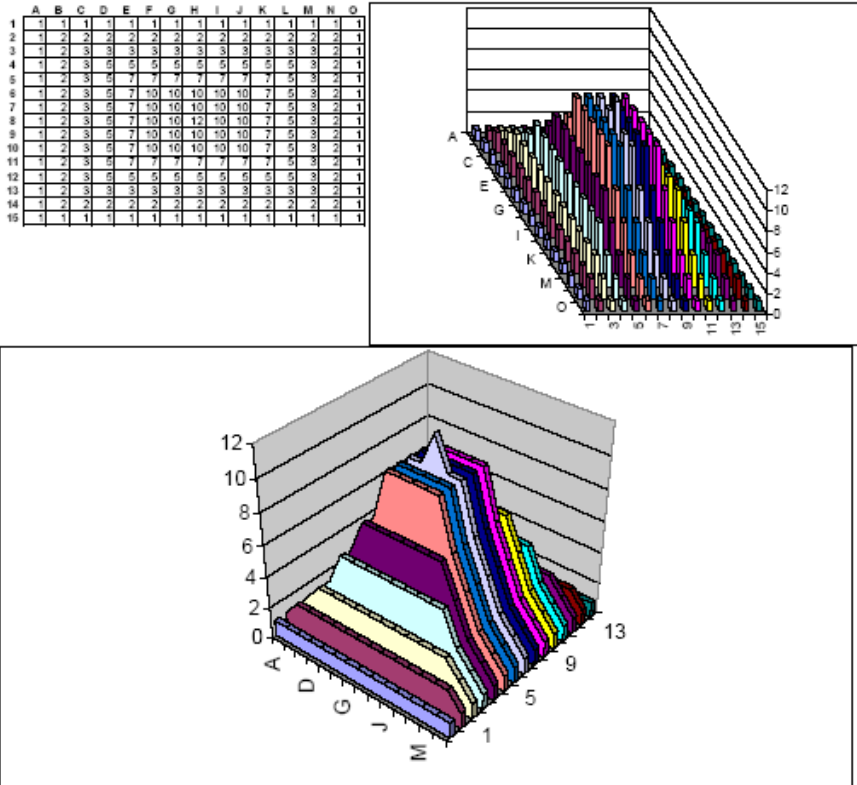 A B C D E F G H I J K L M N O
1 1 1 1 1 1 1 1 1 1 1 1 1 1 1 1
2 1 2 2 2 2 2 2 2 2 2 2 2 2 2 1
3 1 2 3 3 3 3 3 3 3 3 3 3 3 2 1
4 1 2 3 5 5 5 5 5 5 5 5 5 3 2 1
5 1 2 3 5 7 7 7 7 7 7 7 5 3 2 1
6 1 2 3 5 7 10 10 10 10 10 7 5 3 2 1
7 1 2 3 5 7 10 10 10 10 10 7 5 3 2 1
8 1 2 3 5 7 10 10 12 10 10 7 5 3 2 1
9 1 2 3 5 7 10 10 10 10 10 7 5 3 2 1
10 1 2 3 5 7 10 10 10 10 10 7 5 3 2 1
11 1 2 3 5 7 7 7 7 7 7 7 5 3 2 1
12 1 2 3 5 5 5 5 5 5 5 5 5 3 2 1
13 1 2 3 3 3 3 3 3 3 3 3 3 3 2 1
14 1 2 2 2 2 2 2 2 2 2 2 2 2 2 1
15 1 1 1 1 1 1 1 1 1 1 1 1 1 1 1
A
C
E
G
I
K
M
O
12
10
8
6
4
2
0
1 3 5 7 9 11 13 15
12
10
8
6
4
2
0
A
D
G
J
M
1
5
9
13